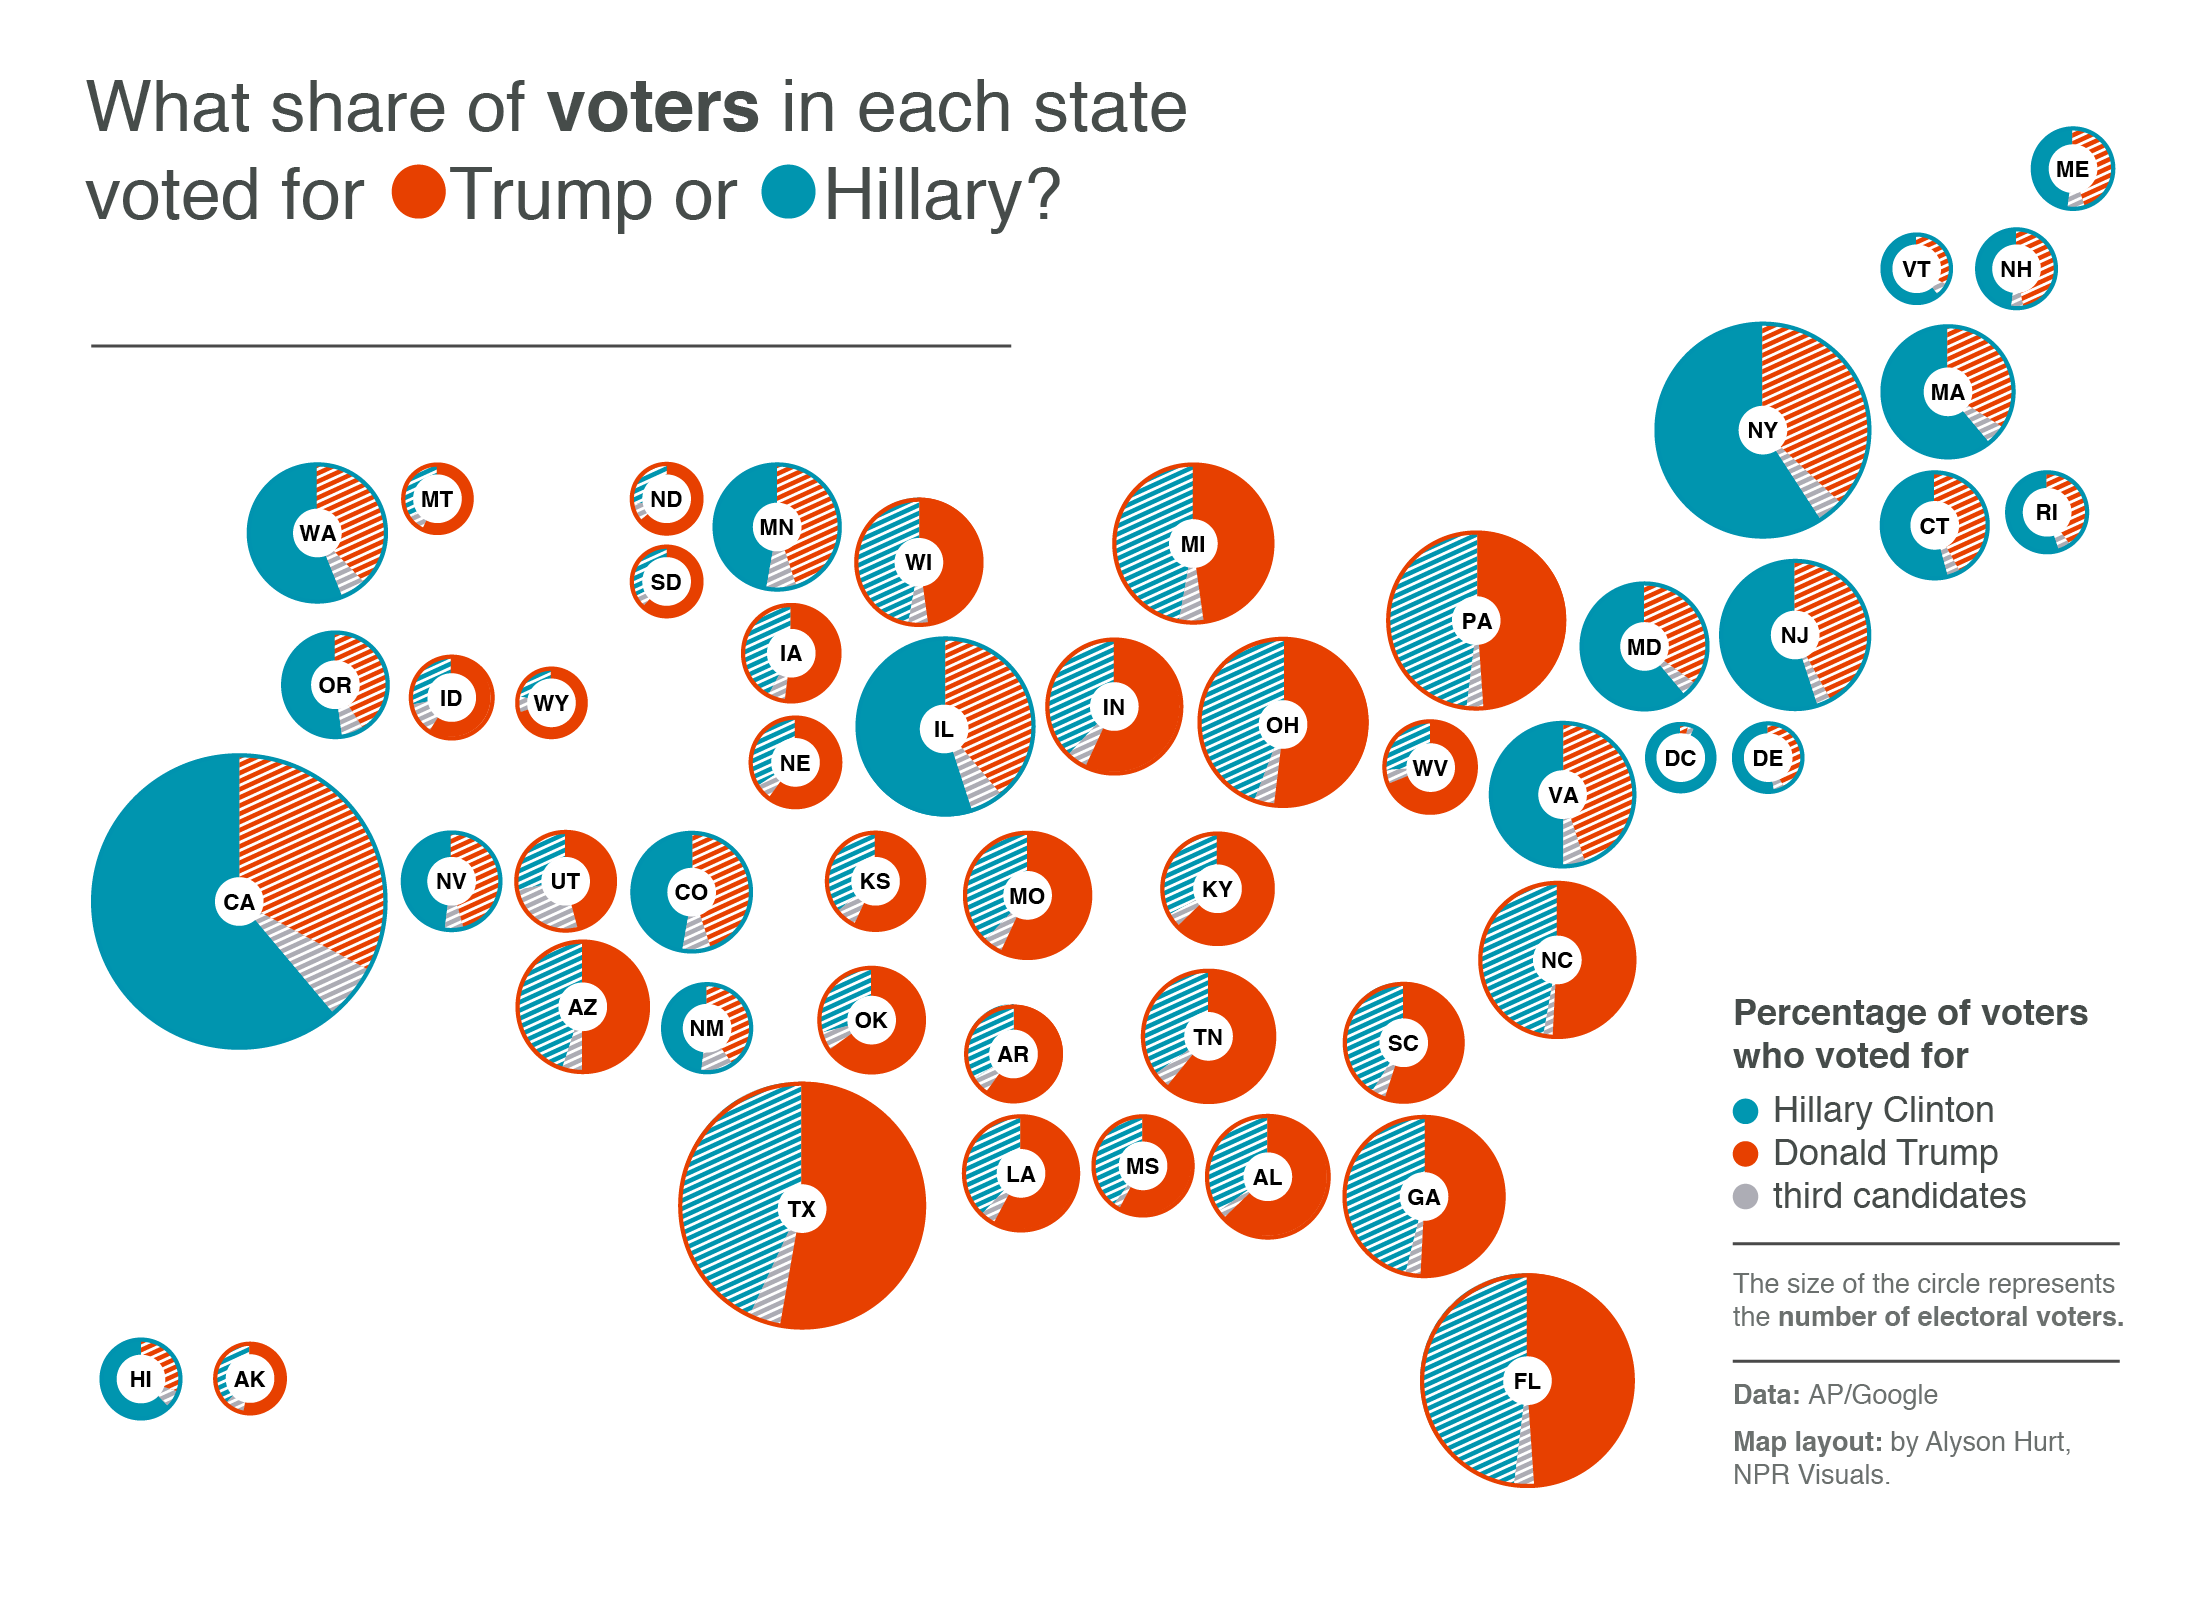 What share of voters in each state
voted for Trump or Hillary?
ME
VT NH
NY MA
WA MT ND MN WI MI CT RI
SD PA MD NJ
OR ID WY IA IL IN OH
NE WV VA DC DE
CA NV UT CO KS MO KY NC
AZ NM OK AR TN SC
TX LA MS AL GA
HI AK FL
Percentage of voters
who voted for
Hillary Clinton
Donald Trump
third candidates
The size of the circle represents
the number of electoral voters.
Data: AP/Google
Map layout: by Alyson Hurt,
NPR Visuals.